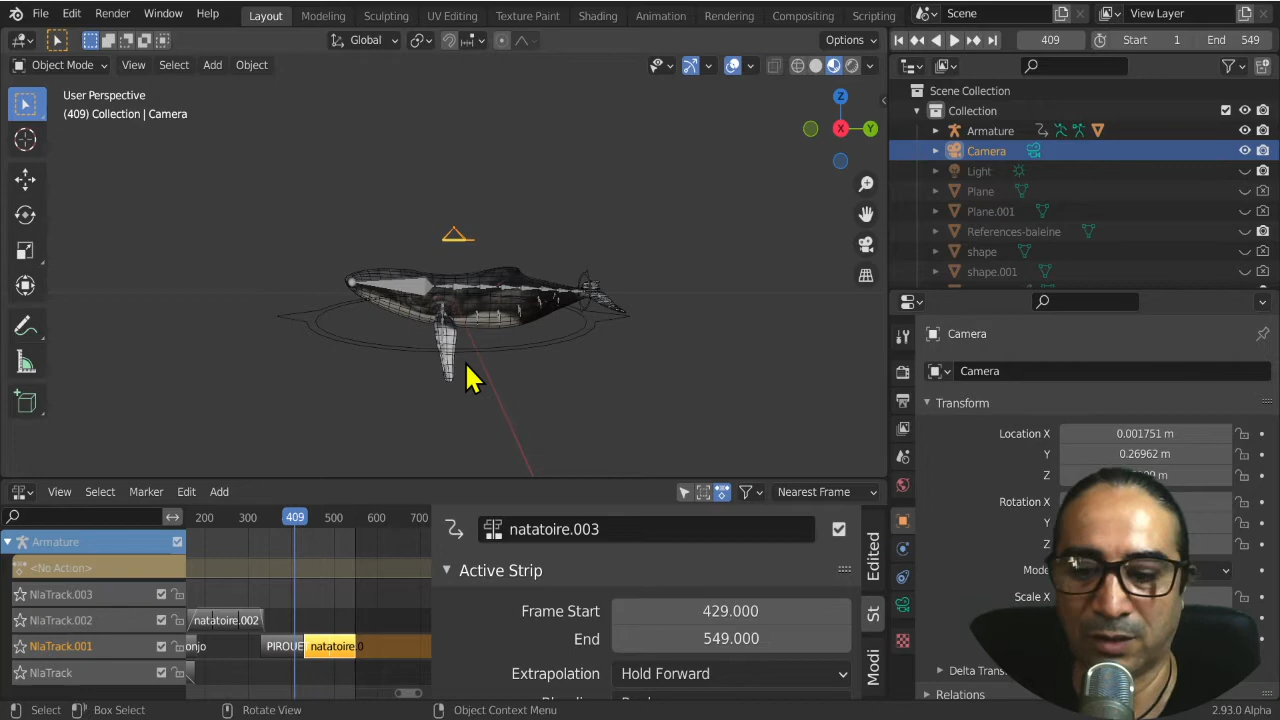 File Edit Render Window Help Layout Modeling Sculpting UV Editing Texture Paint Shading Animation Rendering Compositing Scripting Scene View Layer
Global Options 409 Start 1 End 549
Object Mode View Select Add Object
User Perspective
(409) Collection | Camera
Z
Y
X
Scene Collection
Collection
Armature
Camera
Light
Plane
Plane.001
References-baleine
shape
shape.001
Camera
Camera
Transform
Location X 0.001751 m
Y 0.26962 m
Z
Rotation X
Y
Z
Mode
Scale X
Delta Trans
Relations
View Select Marker Edit Add Nearest Frame
200 300 409 500 600 700
Armature
<No Action>
NlaTrack.003
NlaTrack.002 natatoire.002
NlaTrack.001 onjo PIROUE natatoire.0
NlaTrack
natatoire.003
Active Strip
Frame Start 429.000
End 549.000
Extrapolation Hold Forward
Edited
St
Modi
Select Box Select Rotate View Object Context Menu 2.93.0 Alpha